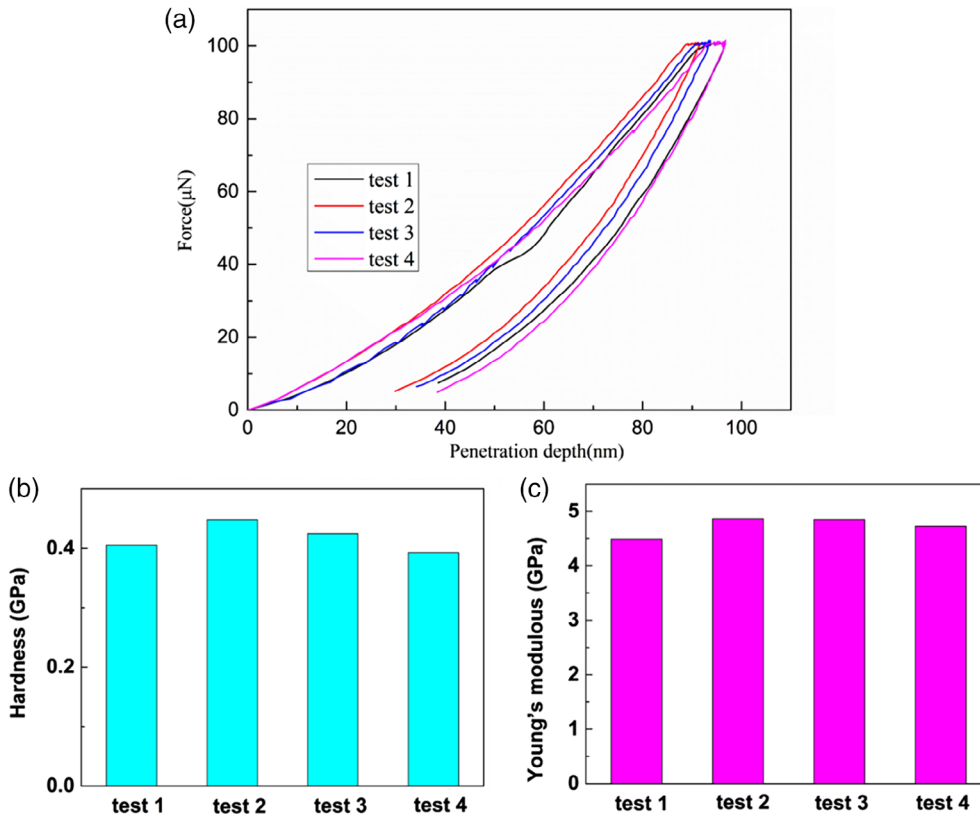 (a)
Force(μN)
100
80
60
40
20
0
test 1
test 2
test 3
test 4
0 20 40 60 80 100
Penetration depth(nm)
(b)
Hardness (GPa)
0.4
0.2
0.0
test 1 test 2 test 3 test 4
(c)
Young's modulous (GPa)
5
4
3
2
1
0
test 1 test 2 test 3 test 4